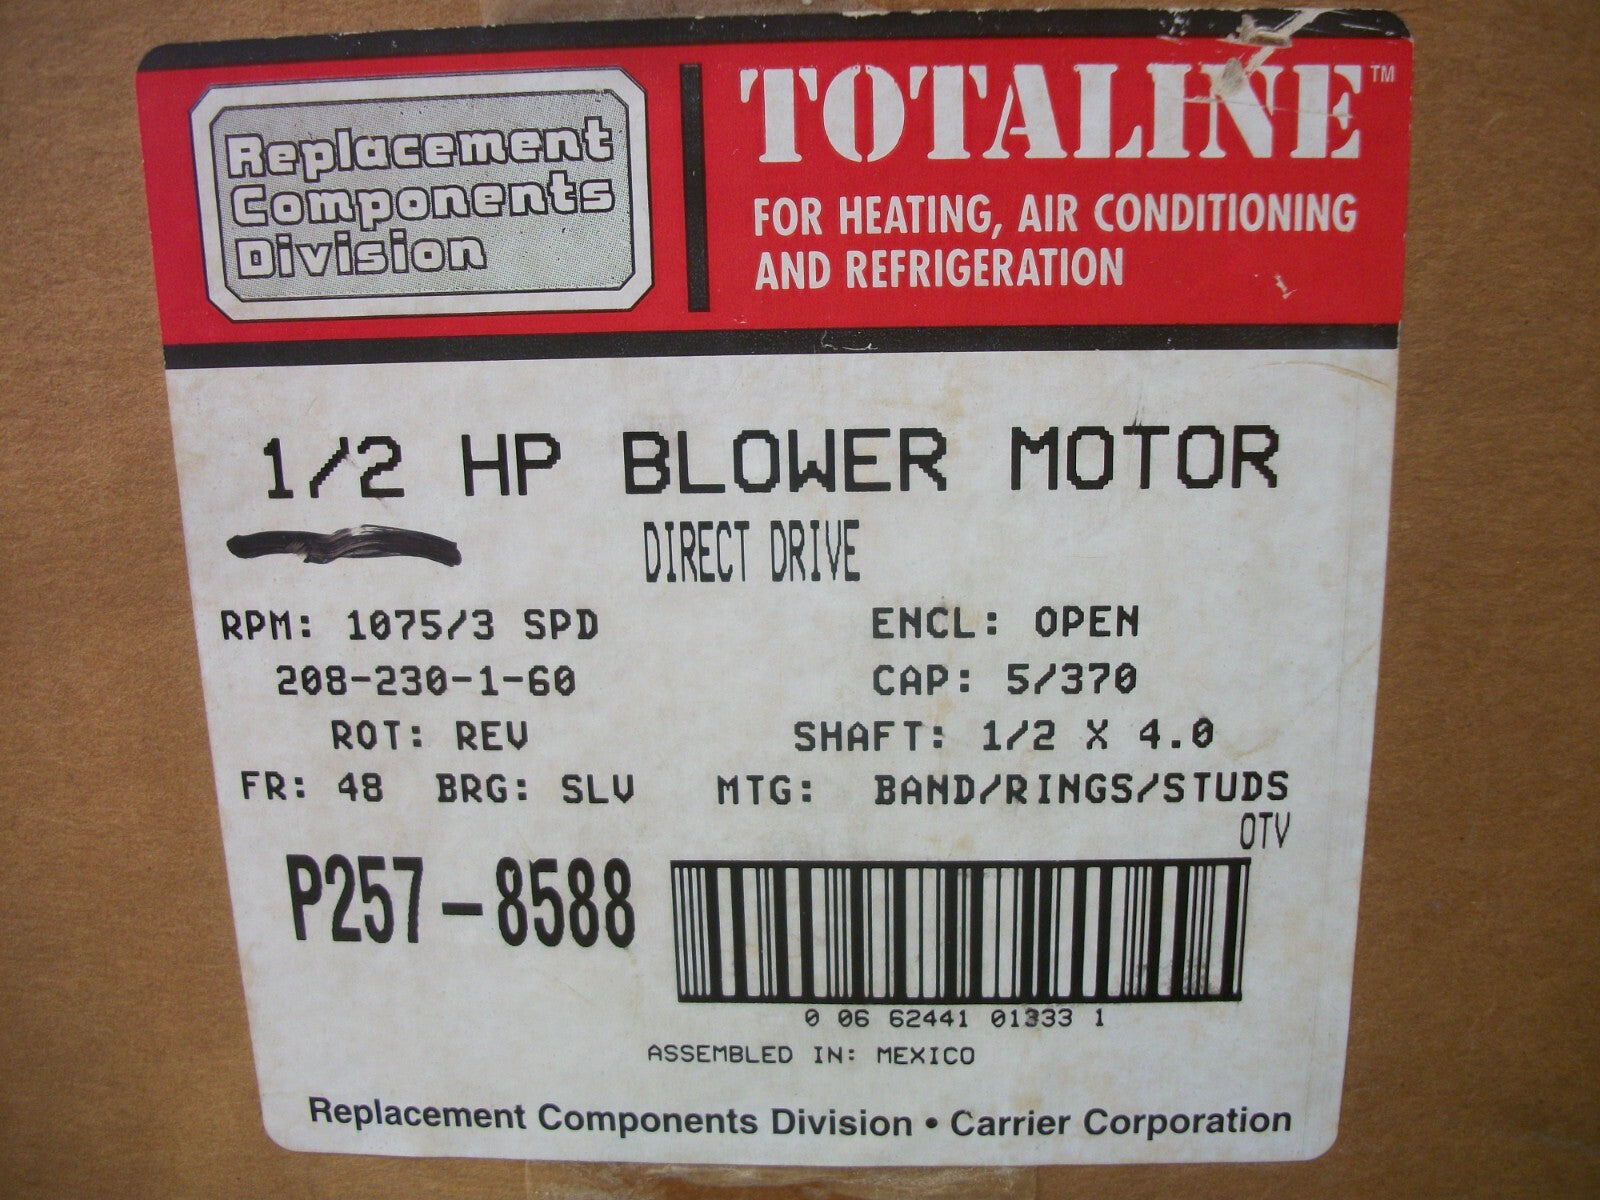 Replacement
Components
Division
TOTALINE™
FOR HEATING, AIR CONDITIONING
AND REFRIGERATION
1/2 HP BLOWER MOTOR
DIRECT DRIVE
RPM: 1075/3 SPD
208-230-1-60
ROT: REV
FR: 48 BRG: SLV
ENCL: OPEN
CAP: 5/370
SHAFT: 1/2 X 4.0
MTG: BAND/RINGS/STUDS
OTV
P257-8588
0 06 62441 01333 1
ASSEMBLED IN: MEXICO
Replacement Components Division • Carrier Corporation